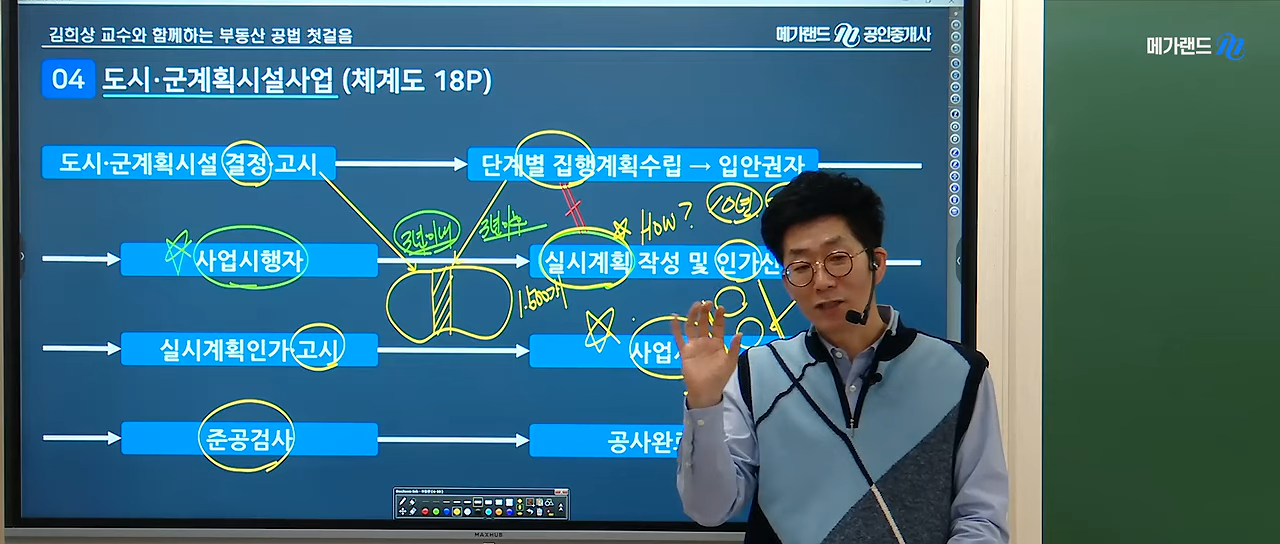 김희상 교수와 함께하는 부동산 공법 첫걸음
메가랜드 공인중개사
메가랜드
04 도시·군계획시설사업 (체계도 18P)
도시·군계획시설 결정·고시
단계별 집행계획수립 → 입안권자
10년
How?
3년이내
3년이후
사업시행자
실시계획 작성 및 인가신
1.500가
실시계획인가·고시
사업시
준공검사
공사완료
MAXHUB